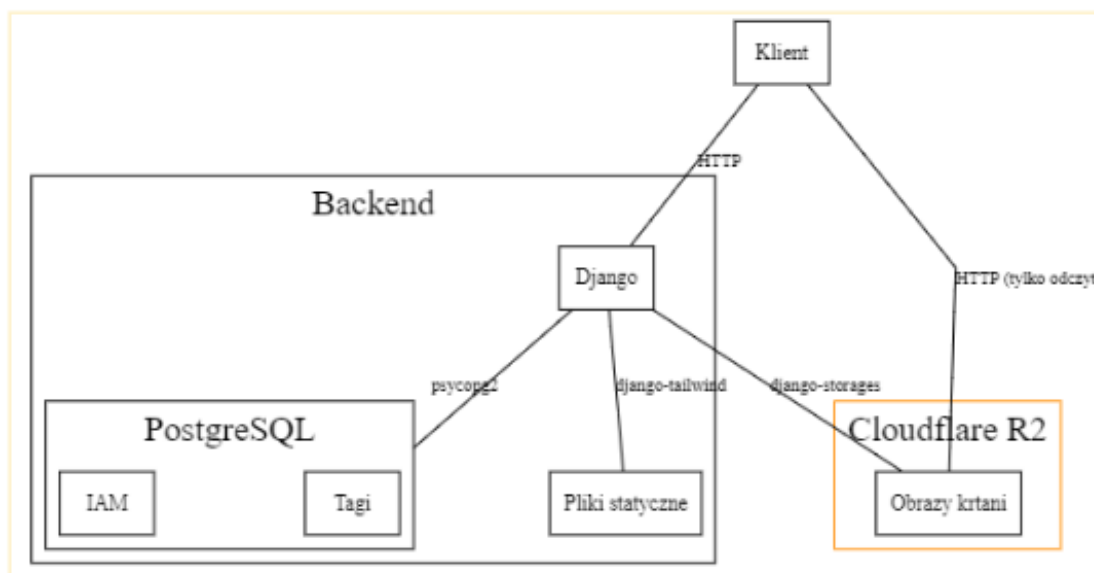 Klient
HTTP
Backend
Django
HTTP (tylko odczyt
psycopg2
django-tailwind
django-storages
PostgreSQL
Cloudflare R2
IAM
Tagi
Pliki statyczne
Obrazy krtani